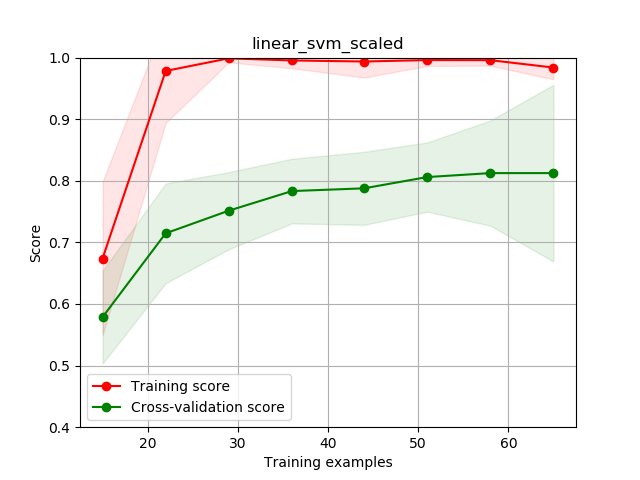 linear_svm_scaled
1.0
0.9
0.8
0.7
0.6
0.5
0.4
Score
Training score
Cross-validation score
20
30
40
50
60
Training examples